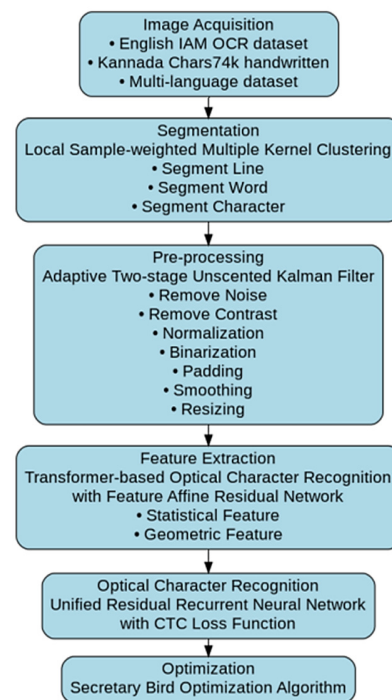 Image Acquisition
• English IAM OCR dataset
• Kannada Chars74k handwritten
• Multi-language dataset
Segmentation
Local Sample-weighted Multiple Kernel Clustering
• Segment Line
• Segment Word
• Segment Character
Pre-processing
Adaptive Two-stage Unscented Kalman Filter
• Remove Noise
• Remove Contrast
• Normalization
• Binarization
• Padding
• Smoothing
• Resizing
Feature Extraction
Transformer-based Optical Character Recognition
with Feature Affine Residual Network
• Statistical Feature
• Geometric Feature
Optical Character Recognition
Unified Residual Recurrent Neural Network
with CTC Loss Function
Optimization
Secretary Bird Optimization Algorithm